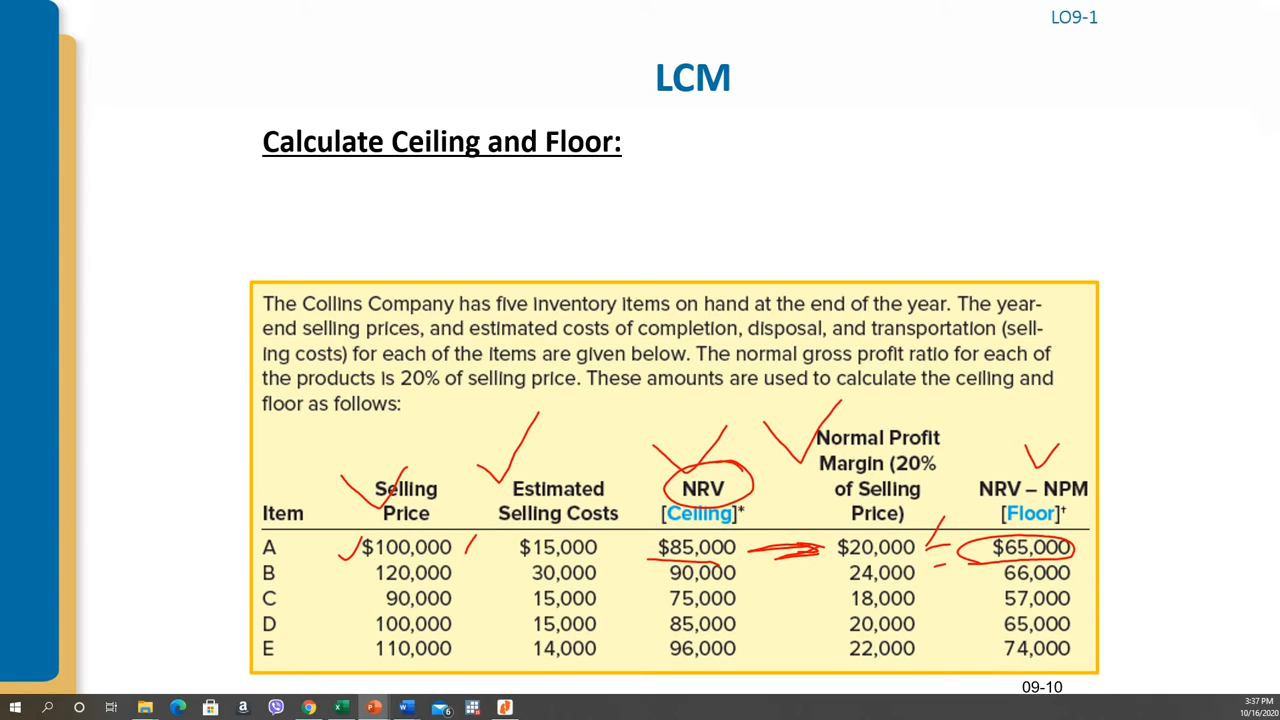 LO9-1
LCM
Calculate Ceiling and Floor:
The Collins Company has five inventory items on hand at the end of the year. The year-
end selling prices, and estimated costs of completion, disposal, and transportation (sell-
ing costs) for each of the items are given below. The normal gross profit ratio for each of
the products is 20% of selling price. These amounts are used to calculate the ceiling and
floor as follows:
Item Selling Price Estimated Selling Costs NRV [Ceiling]* Normal Profit Margin (20% of Selling Price) NRV – NPM [Floor]†
A $100,000 $15,000 $85,000 $20,000 $65,000
B 120,000 30,000 90,000 24,000 66,000
C 90,000 15,000 75,000 18,000 57,000
D 100,000 15,000 85,000 20,000 65,000
E 110,000 14,000 96,000 22,000 74,000
09-10
3:37 PM
10/16/2020